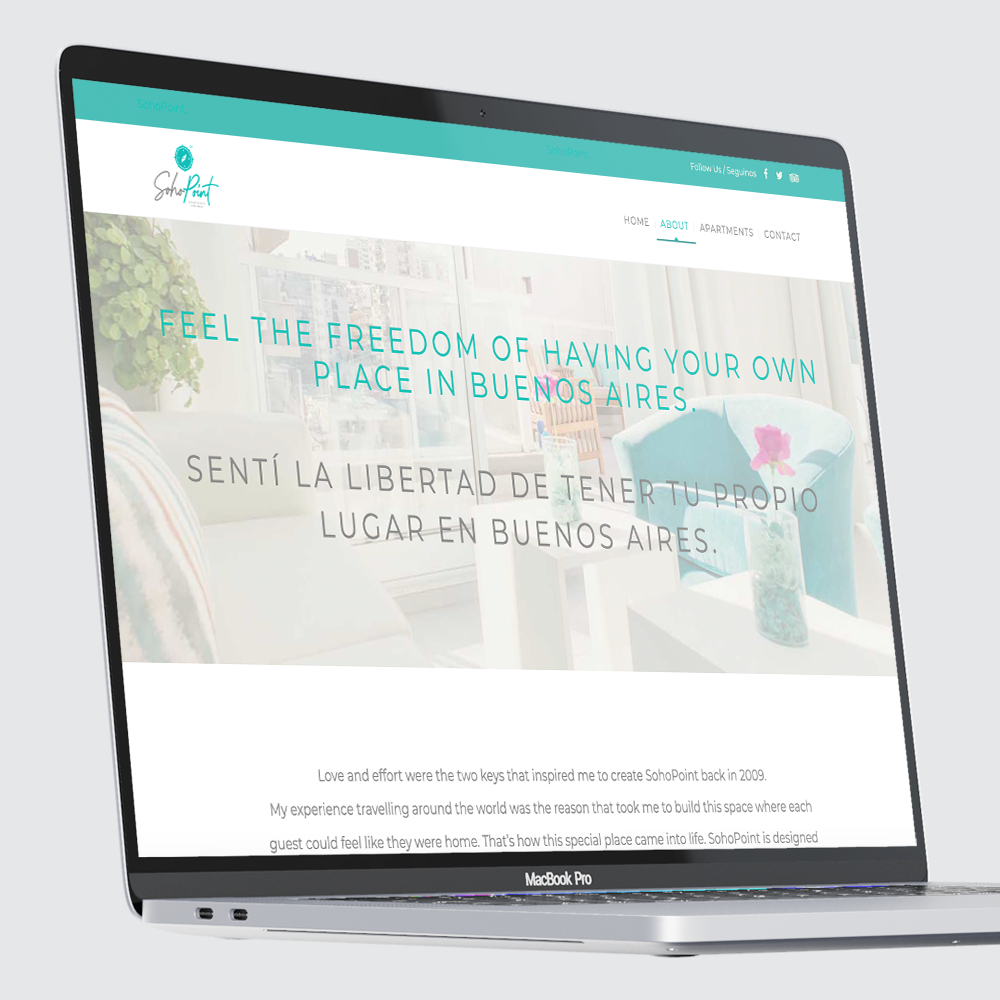 SohoPoint.
SohoPoint.
Follow Us / Seguinos
SohoPoint
HOME
ABOUT
APARTMENTS
CONTACT
FEEL THE FREEDOM OF HAVING YOUR OWN
PLACE IN BUENOS AIRES.
SENTÍ LA LIBERTAD DE TENER TU PROPIO
LUGAR EN BUENOS AIRES.
Love and effort were the two keys that inspired me to create SohoPoint back in 2009.
My experience travelling around the world was the reason that took me to build this space where each
guest could feel like they were home. That's how this special place came into life. SohoPoint is designed
MacBook Pro